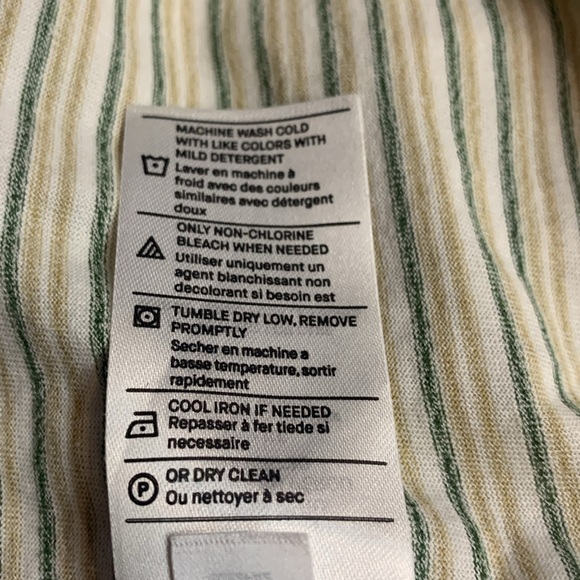 MACHINE WASH COLD
WITH LIKE COLORS WITH
MILD DETERGENT
Laver en machine à
froid avec des couleurs
similaires avec détergent
doux
ONLY NON-CHLORINE
BLEACH WHEN NEEDED
Utiliser uniquement un
agent blanchissant non
decolorant si besoin est
TUMBLE DRY LOW, REMOVE
PROMPTLY
Secher en machine a
basse temperature, sortir
rapidement
COOL IRON IF NEEDED
Repasser à fer tiede si
necessaire
P
OR DRY CLEAN
Ou nettoyer à sec